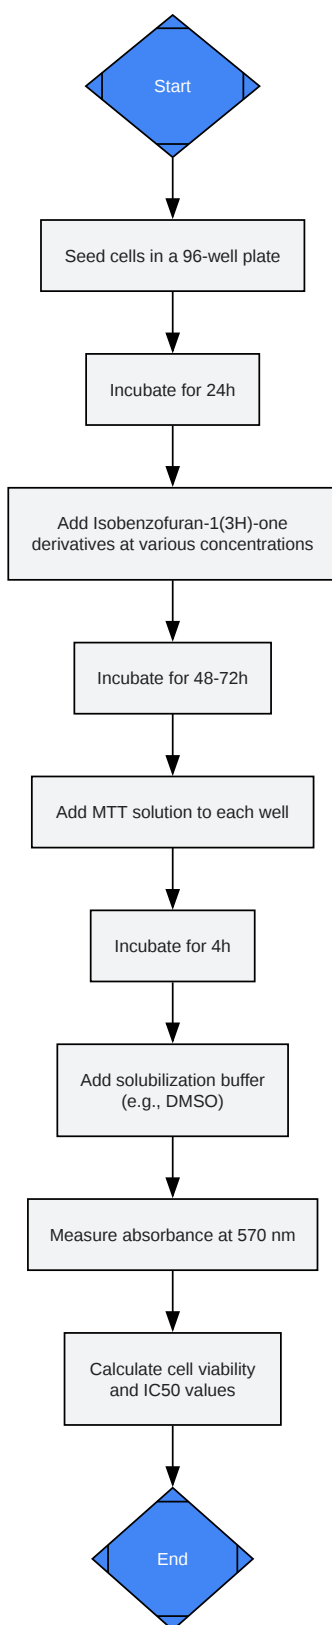 Start
Seed cells in a 96-well plate
Incubate for 24h
Add Isobenzofuran-1(3H)-one
derivatives at various concentrations
Incubate for 48-72h
Add MTT solution to each well
Incubate for 4h
Add solubilization buffer
(e.g., DMSO)
Measure absorbance at 570 nm
Calculate cell viability
and IC50 values
End